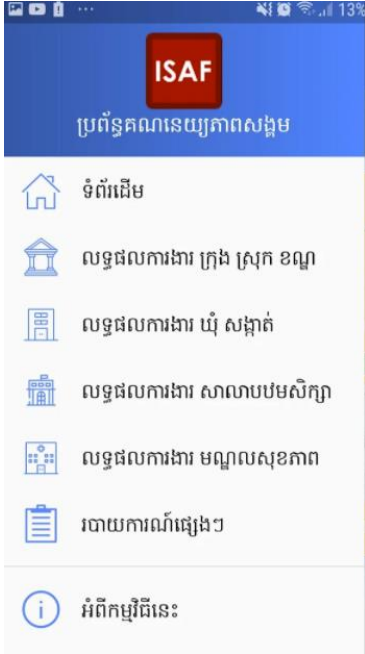 13%
ISAF
ប្រព័ន្ធគណនេយ្យភាពសង្គម
ទំព័រដើម
លទ្ធផលការងារ ក្រុង ស្រុក ខណ្ឌ
លទ្ធផលការងារ ឃុំ សង្កាត់
លទ្ធផលការងារ សាលាបឋមសិក្សា
លទ្ធផលការងារ មណ្ឌលសុខភាព
របាយការណ៍ផ្សេងៗ
អំពីកម្មវិធីនេះ